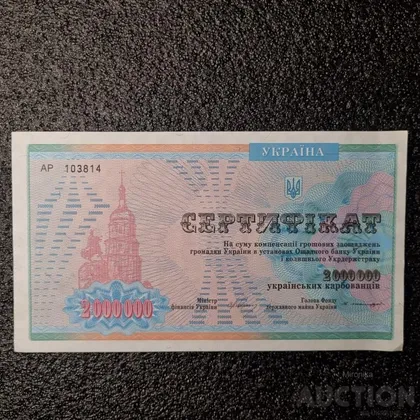 УКРАЇНА
АР 103814
СЕРТИФІКАТ
На суму компенсації грошових заощаджень
громадян України в установах Ощадного банку України
і колишнього Укрдержстраху
2 000 000
українських карбованців
Міністр
фінансів України
Голова Фонду
державного майна України
2 000 000
AUCTION